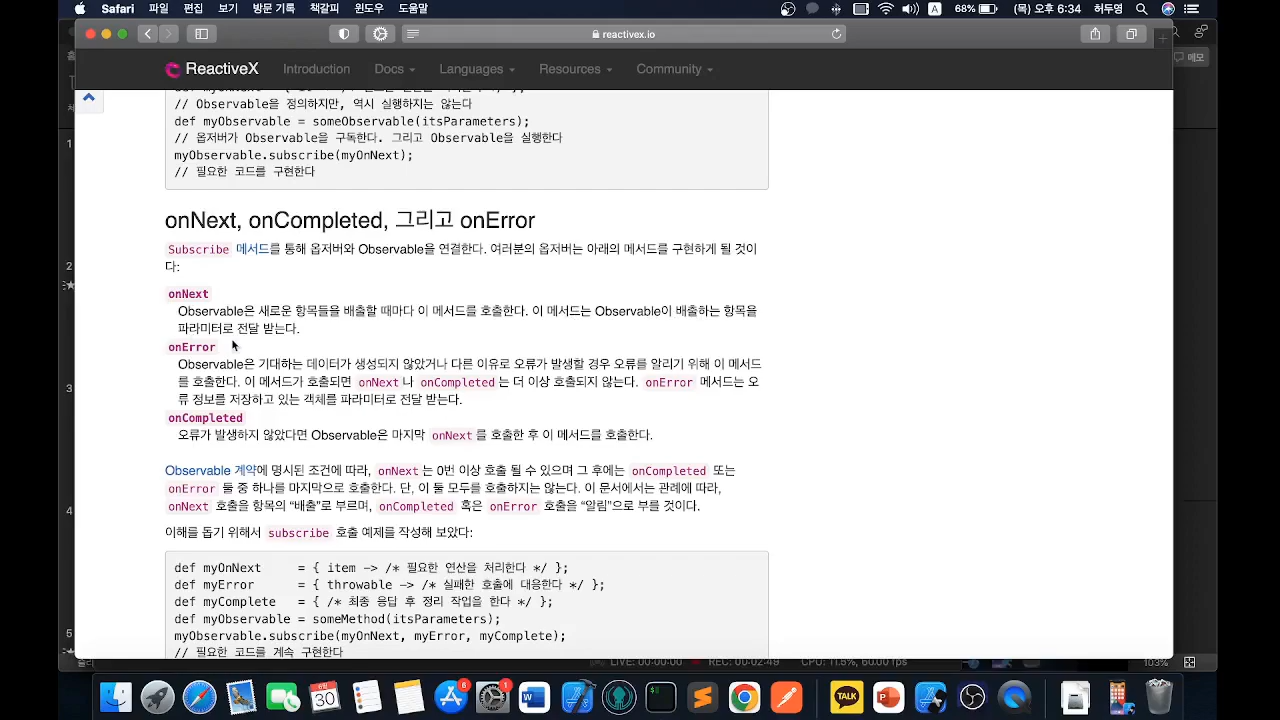 Safari 파일 편집 보기 방문 기록 책갈피 윈도우 도움말 A 68% (목) 오후 6:34 허두영
reactivex.io
메모
ReactiveX Introduction Docs Languages Resources Community
// Observable을 정의하지만, 역시 실행하지는 않는다
def myObservable = someObservable(itsParameters);
// 옵저버가 Observable을 구독한다. 그리고 Observable을 실행한다
myObservable.subscribe(myOnNext);
// 필요한 코드를 구현한다
onNext, onCompleted, 그리고 onError
Subscribe 메서드를 통해 옵저버와 Observable을 연결한다. 여러분의 옵저버는 아래의 메서드를 구현하게 될 것이
다:
onNext
Observable은 새로운 항목들을 배출할 때마다 이 메서드를 호출한다. 이 메서드는 Observable이 배출하는 항목을
파라미터로 전달 받는다.
onError
Observable은 기대하는 데이터가 생성되지 않았거나 다른 이유로 오류가 발생할 경우 오류를 알리기 위해 이 메서드
를 호출한다. 이 메서드가 호출되면 onNext 나 onCompleted 는 더 이상 호출되지 않는다. onError 메서드는 오
류 정보를 저장하고 있는 객체를 파라미터로 전달 받는다.
onCompleted
오류가 발생하지 않았다면 Observable은 마지막 onNext 를 호출한 후 이 메서드를 호출한다.
Observable 계약에 명시된 조건에 따라, onNext 는 0번 이상 호출 될 수 있으며 그 후에는 onCompleted 또는
onError 둘 중 하나를 마지막으로 호출한다. 단, 이 둘 모두를 호출하지는 않는다. 이 문서에서는 관례에 따라,
onNext 호출을 항목의 “배출”로 부르며, onCompleted 혹은 onError 호출을 “알림”으로 부를 것이다.
이해를 돕기 위해서 subscribe 호출 예제를 작성해 보았다:
def myOnNext = { item -> /* 필요한 연산을 처리한다 */ };
def myError = { throwable -> /* 실패한 호출에 대응한다 */ };
def myComplete = { /* 최종 응답 후 정리 작업을 한다 */ };
def myObservable = someMethod(itsParameters);
myObservable.subscribe(myOnNext, myError, myComplete);
// 필요한 코드를 계속 구현한다
1
2
3
4
5
LIVE: 00:00:00 REC: 00:02:49 CPU: 11.5%, 60.00 fps 103%
6월
30
6
1
W
TALK
P